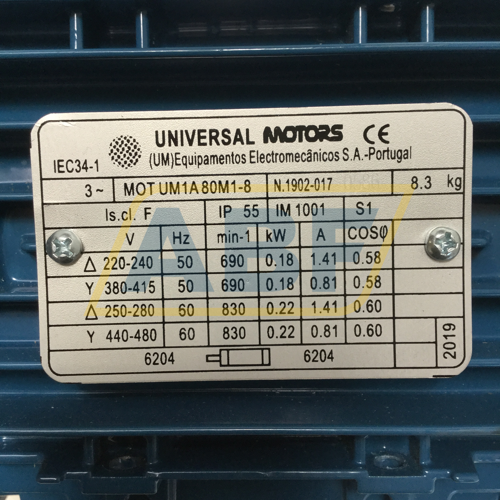 UNIVERSAL MOTORS CE
IEC34-1 (UM)Equipamentos Electromecânicos S.A.-Portugal
3~ MOT UM1A80M1-8 N.1902-017 8.3 kg
Is.cl. F IP 55 IM 1001 S1
V Hz min-1 kW A COSφ
Δ 220-240 50 690 0.18 1.41 0.58
Y 380-415 50 690 0.18 0.81 0.58
Δ 250-280 60 830 0.22 1.41 0.60
Y 440-480 60 830 0.22 0.81 0.60
6204 6204
2019
ABF